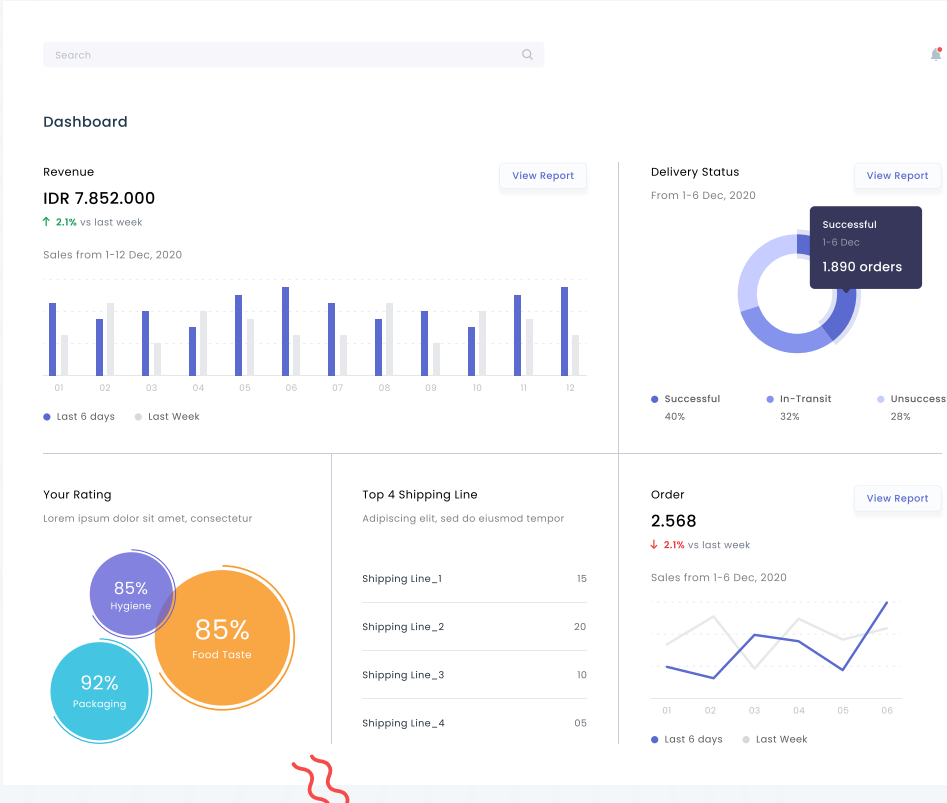 Search
Dashboard
Revenue
View Report
IDR 7.852.000
2.1% vs last week
Sales from 1-12 Dec, 2020
01 02 03 04 05 06 07 08 09 10 11 12
Last 6 days Last Week
Delivery Status
View Report
From 1-6 Dec, 2020
Successful
1-6 Dec
1.890 orders
Successful In-Transit Unsuccess
40% 32% 28%
Your Rating
Lorem ipsum dolor sit amet, consectetur
85%
Hygiene
85%
Food Taste
92%
Packaging
Top 4 Shipping Line
Adipiscing elit, sed do eiusmod tempor
Shipping Line_1 15
Shipping Line_2 20
Shipping Line_3 10
Shipping Line_4 05
Order
View Report
2.568
2.1% vs last week
Sales from 1-6 Dec, 2020
01 02 03 04 05 06
Last 6 days Last Week